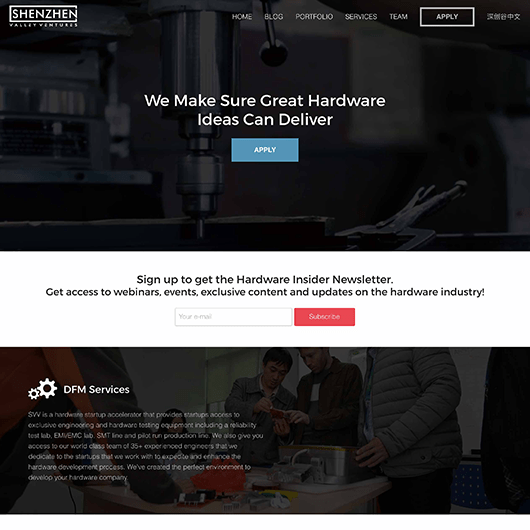 SHENZHEN
VALLEY VENTURES
HOME BLOG PORTFOLIO SERVICES TEAM APPLY 深创谷中文
We Make Sure Great Hardware
Ideas Can Deliver
APPLY
Sign up to get the Hardware Insider Newsletter.
Get access to webinars, events, exclusive content and updates on the hardware industry!
Your e-mail Subscribe
DFM Services
SVV is a hardware startup accelerator that provides startups access to
exclusive engineering and hardware testing equipment including a reliability
test lab, EMI/EMC lab, SMT line and pilot run production line. We also give you
access to our world class team of 35+ experienced engineers that we
dedicate to the startups that we work with to expedite and enhance the
hardware development process. We've created the perfect environment to
develop your hardware company.